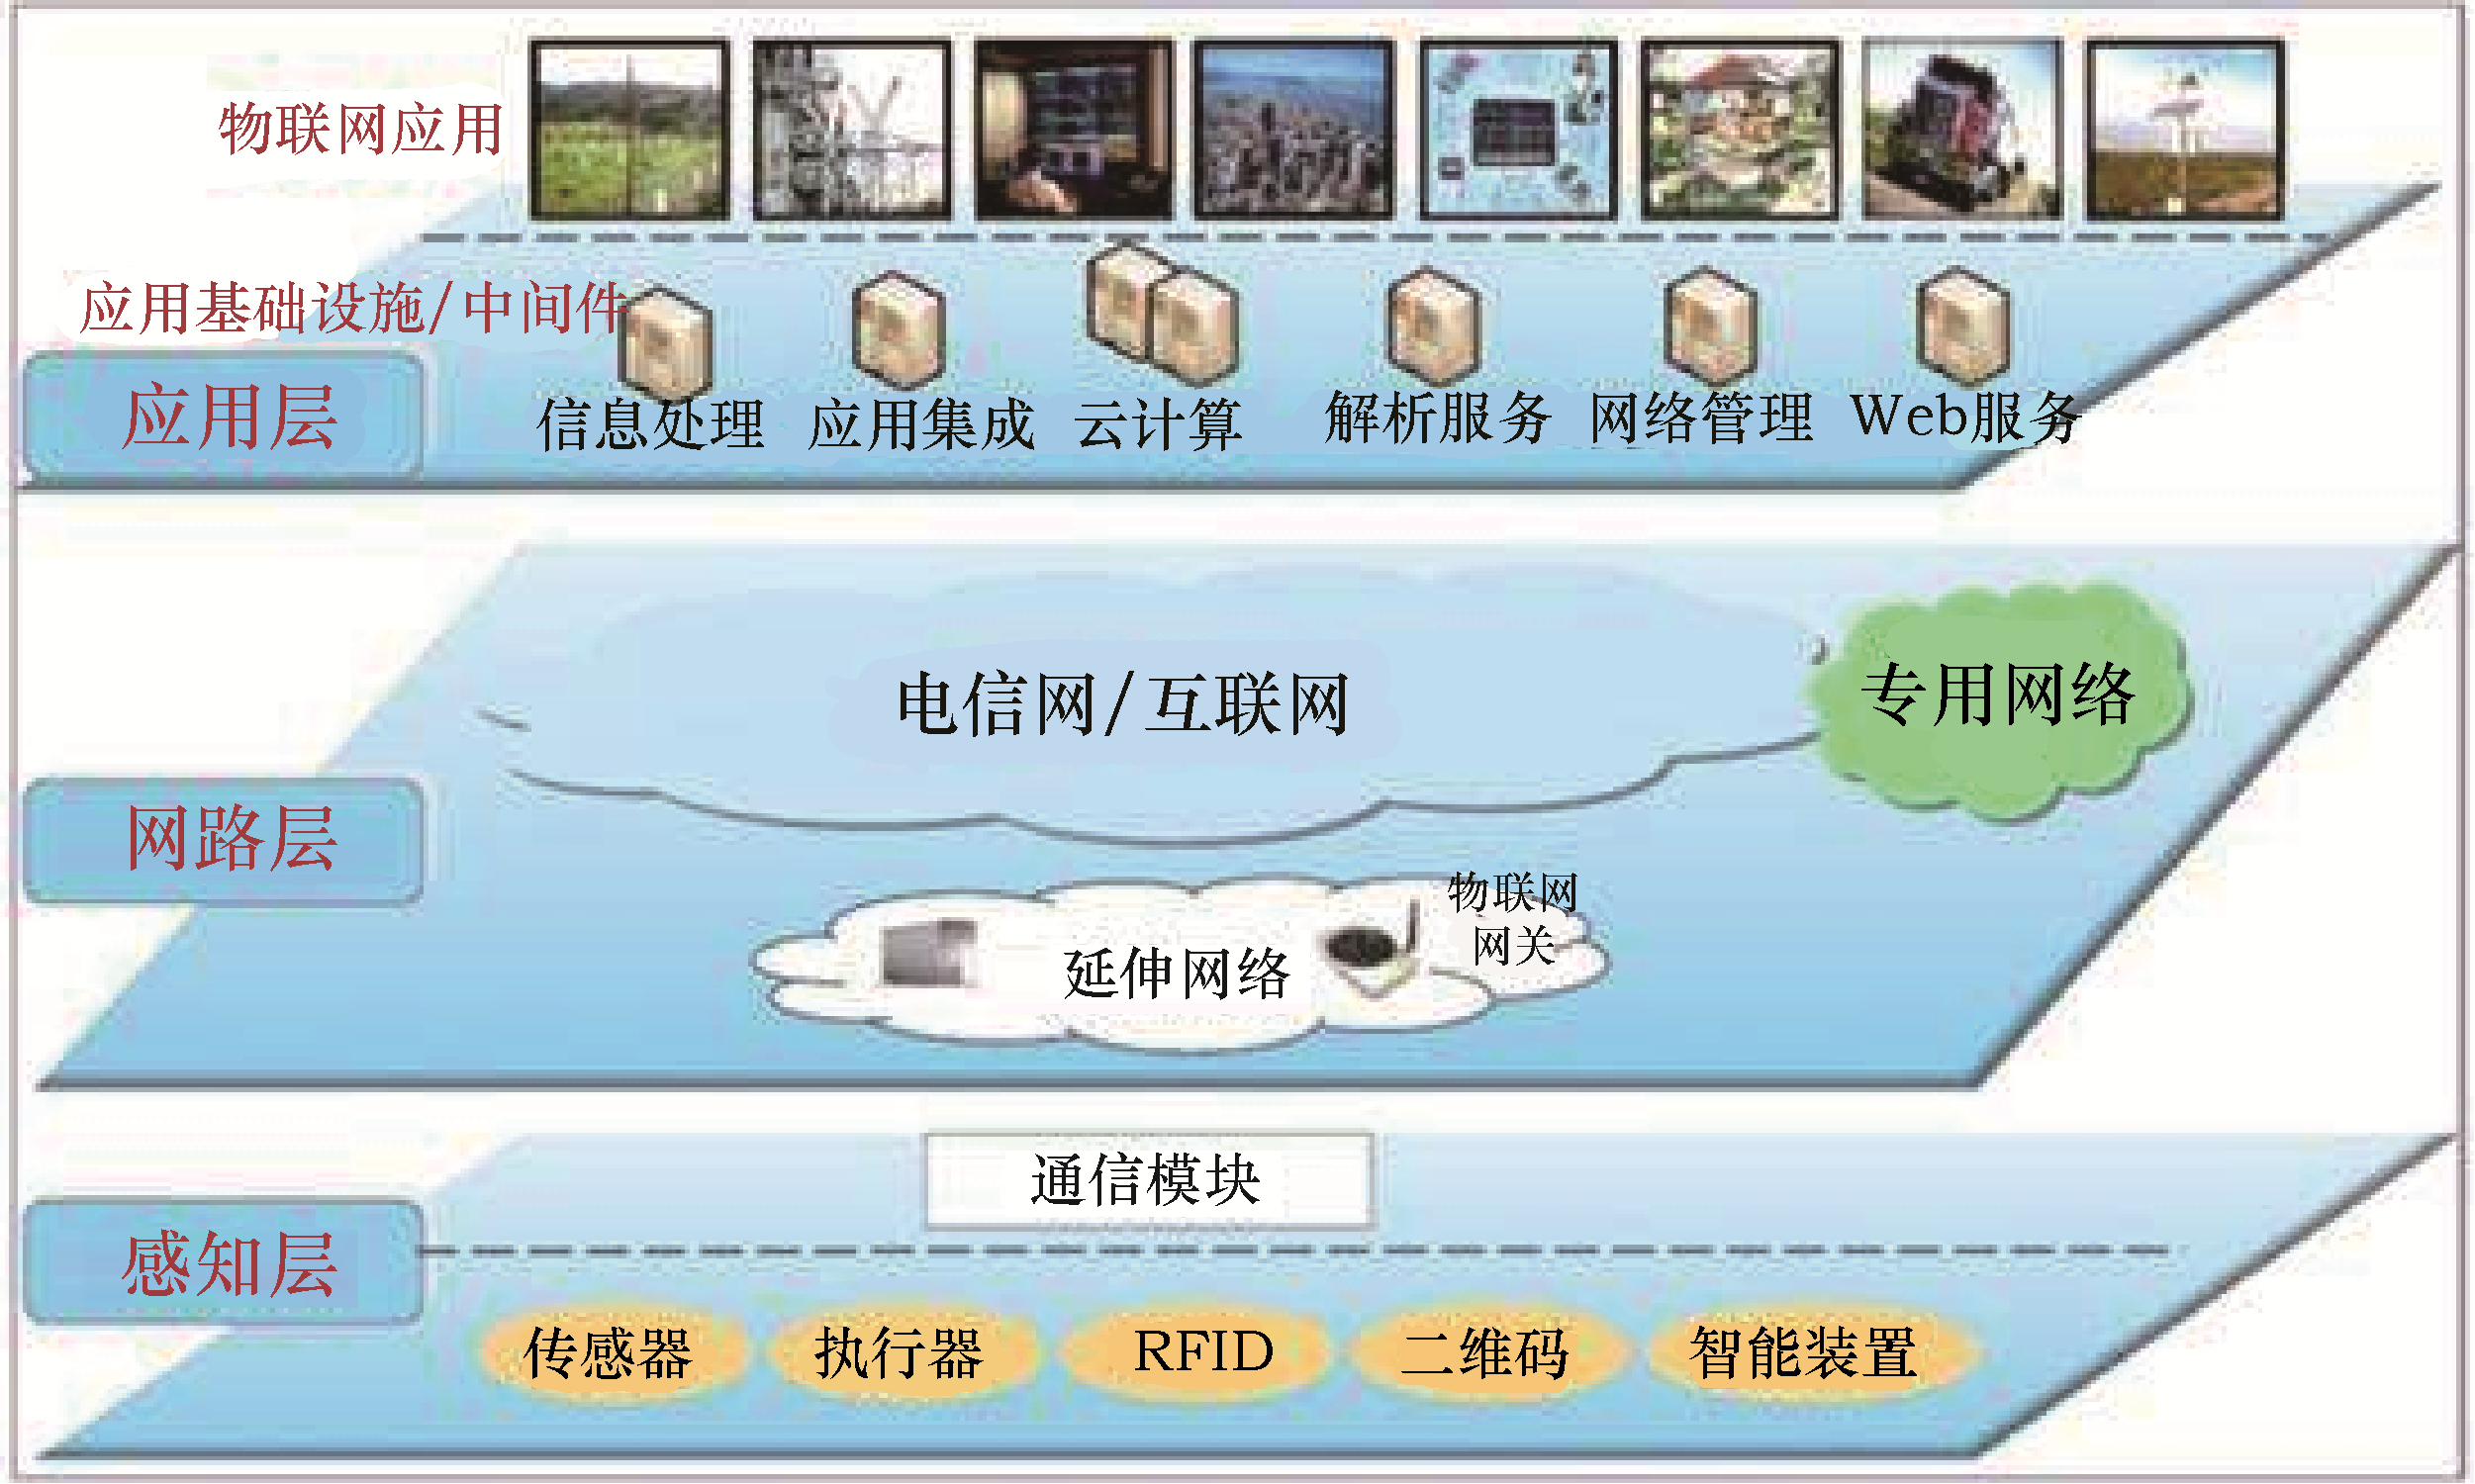 物联网应用
应用基础设施/中间件
应用层
信息处理 应用集成 云计算 解析服务 网络管理 Web服务
电信网/互联网
专用网络
网路层
物联网
网关
延伸网络
通信模块
感知层
传感器 执行器 RFID 二维码 智能装置